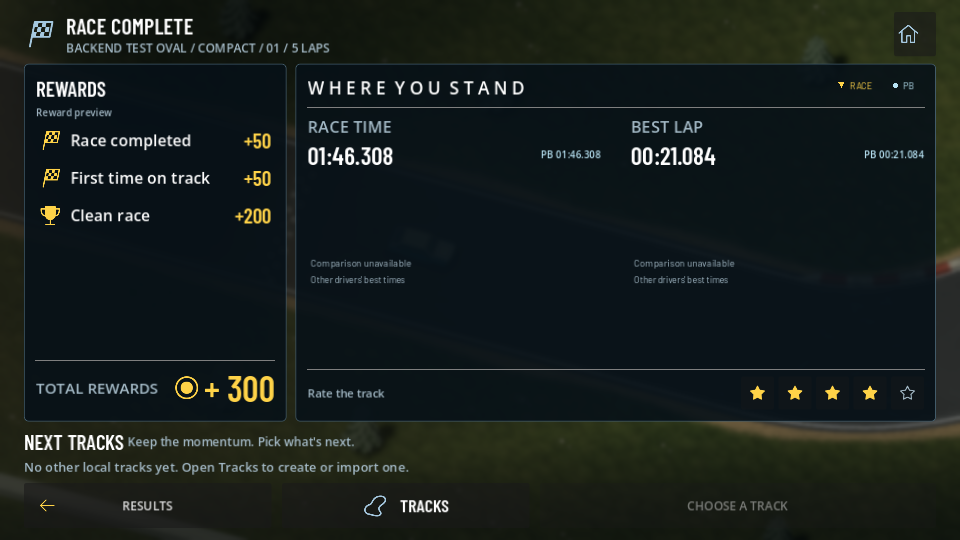 RACE COMPLETE
BACKEND TEST OVAL / COMPACT / 01 / 5 LAPS
REWARDS
Reward preview
Race completed +50
First time on track +50
Clean race +200
TOTAL REWARDS + 300
WHERE YOU STAND
RACE PB
RACE TIME
01:46.308 PB 01:46.308
Comparison unavailable
Other drivers' best times
BEST LAP
00:21.084 PB 00:21.084
Comparison unavailable
Other drivers' best times
Rate the track
NEXT TRACKS Keep the momentum. Pick what's next.
No other local tracks yet. Open Tracks to create or import one.
RESULTS TRACKS CHOOSE A TRACK